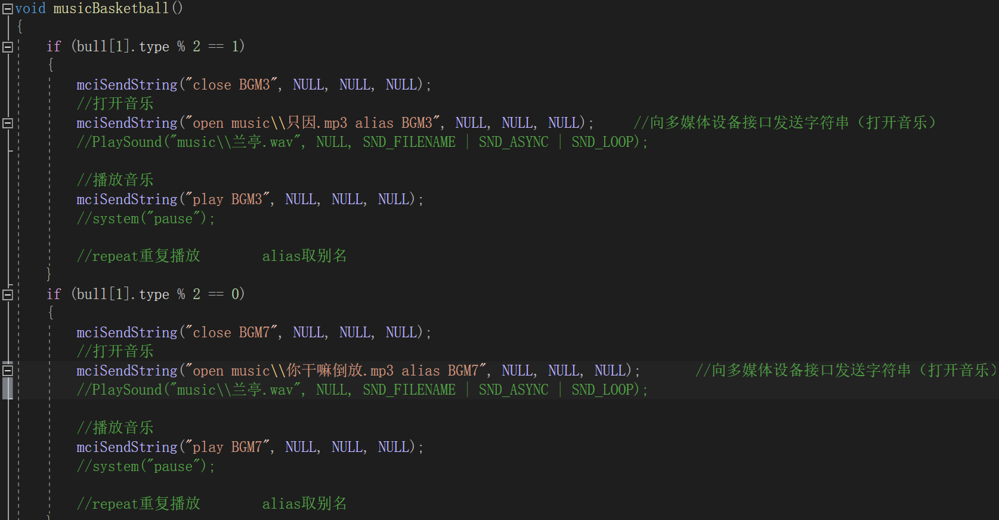 void musicBasketball()
{
if (bull[1].type % 2 == 1)
{
mciSendString("close BGM3", NULL, NULL, NULL);
//打开音乐
mciSendString("open music\\只因.mp3 alias BGM3", NULL, NULL, NULL); //向多媒体设备接口发送字符串（打开音乐）
//PlaySound("music\\兰亭.wav", NULL, SND_FILENAME | SND_ASYNC | SND_LOOP);
//播放音乐
mciSendString("play BGM3", NULL, NULL, NULL);
//system("pause");
//repeat重复播放 alias取别名
}
if (bull[1].type % 2 == 0)
{
mciSendString("close BGM7", NULL, NULL, NULL);
//打开音乐
mciSendString("open music\\你干嘛倒放.mp3 alias BGM7", NULL, NULL, NULL); //向多媒体设备接口发送字符串（打开音乐）
//PlaySound("music\\兰亭.wav", NULL, SND_FILENAME | SND_ASYNC | SND_LOOP);
//播放音乐
mciSendString("play BGM7", NULL, NULL, NULL);
//system("pause");
//repeat重复播放 alias取别名
}